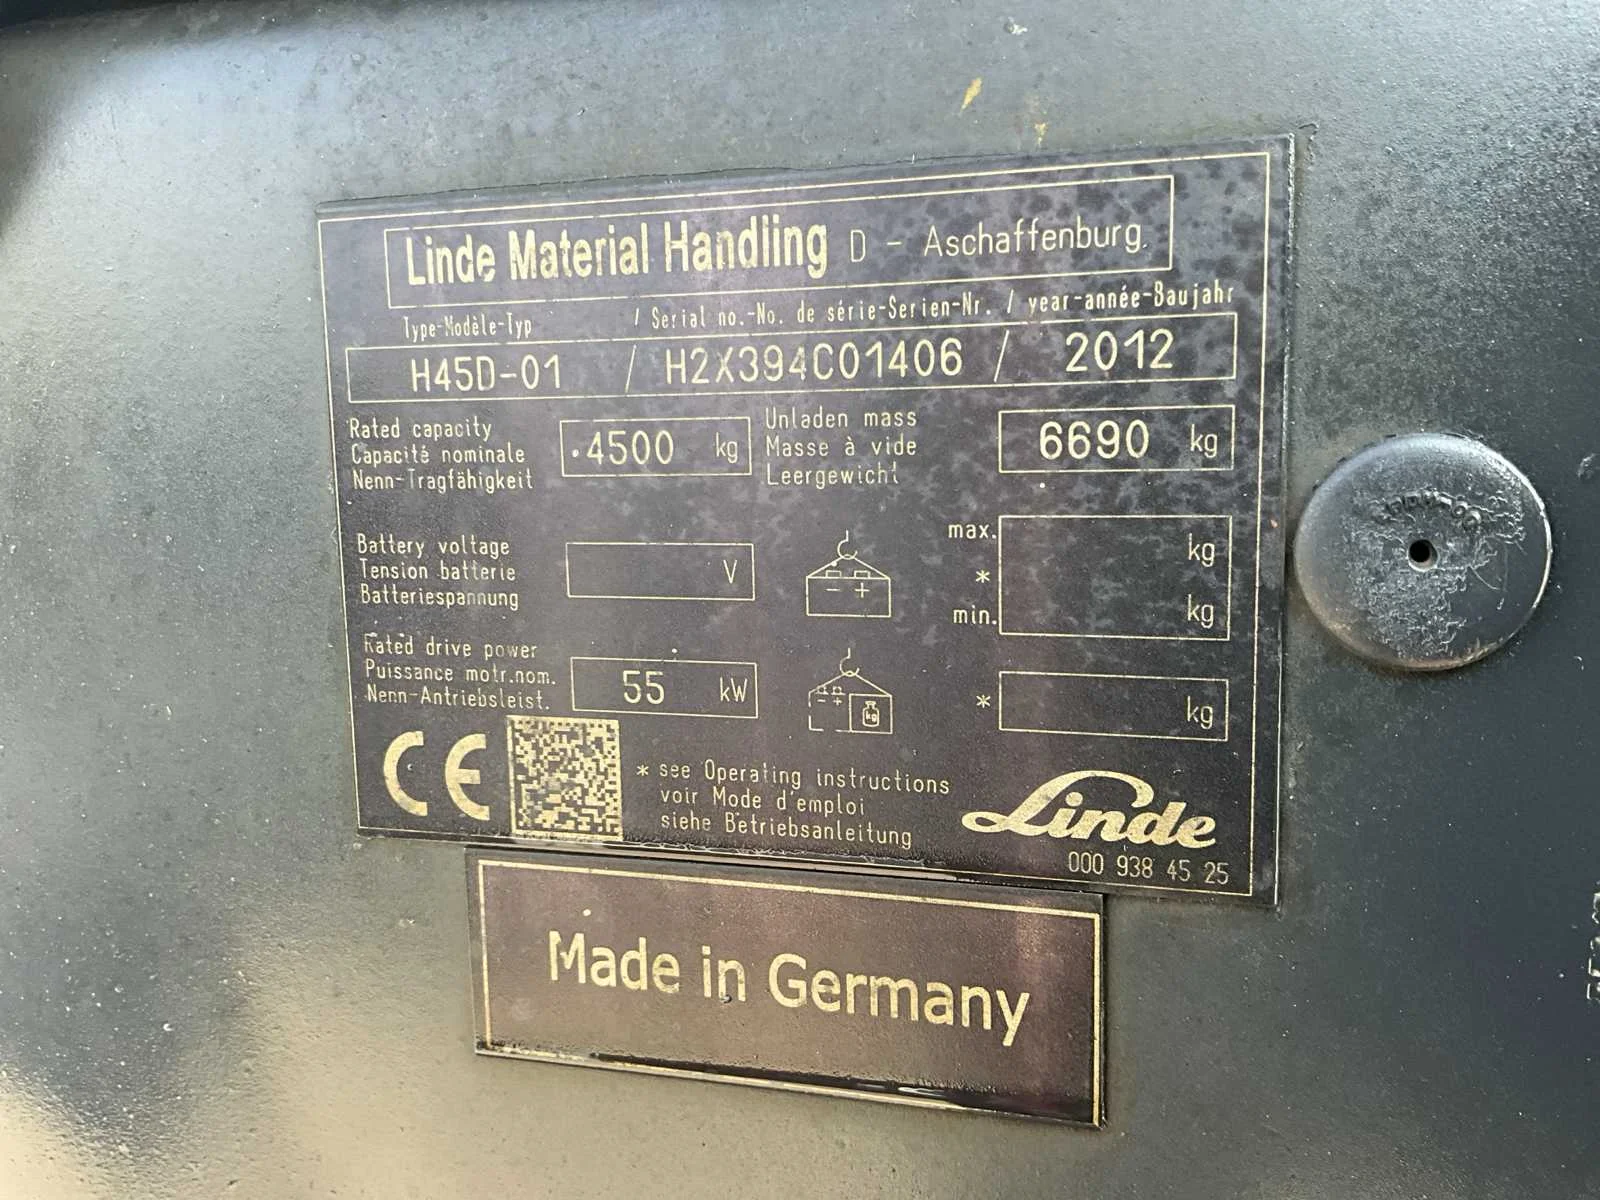 Linde Material Handling D - Aschaffenburg.
Type-Modèle-Typ / Serial no.-No. de série-Serien-Nr. / year-année-Baujahr
H45D-01 / H2X394C01406 / 2012
Rated capacity
Capacité nominale
Nenn-Tragfähigkeit
4500 kg
Unladen mass
Masse à vide
Leergewicht
6690 kg
Battery voltage
Tension batterie
Batteriespannung
V
- +
max.
*
min.
kg
kg
Rated drive power
Puissance motr.nom.
Nenn-Antriebsleist.
55 kW
- +
kg
*
kg
CE
* see Operating instructions
voir Mode d'emploi
siehe Betriebsanleitung
Linde
000 938 45 25
Made in Germany